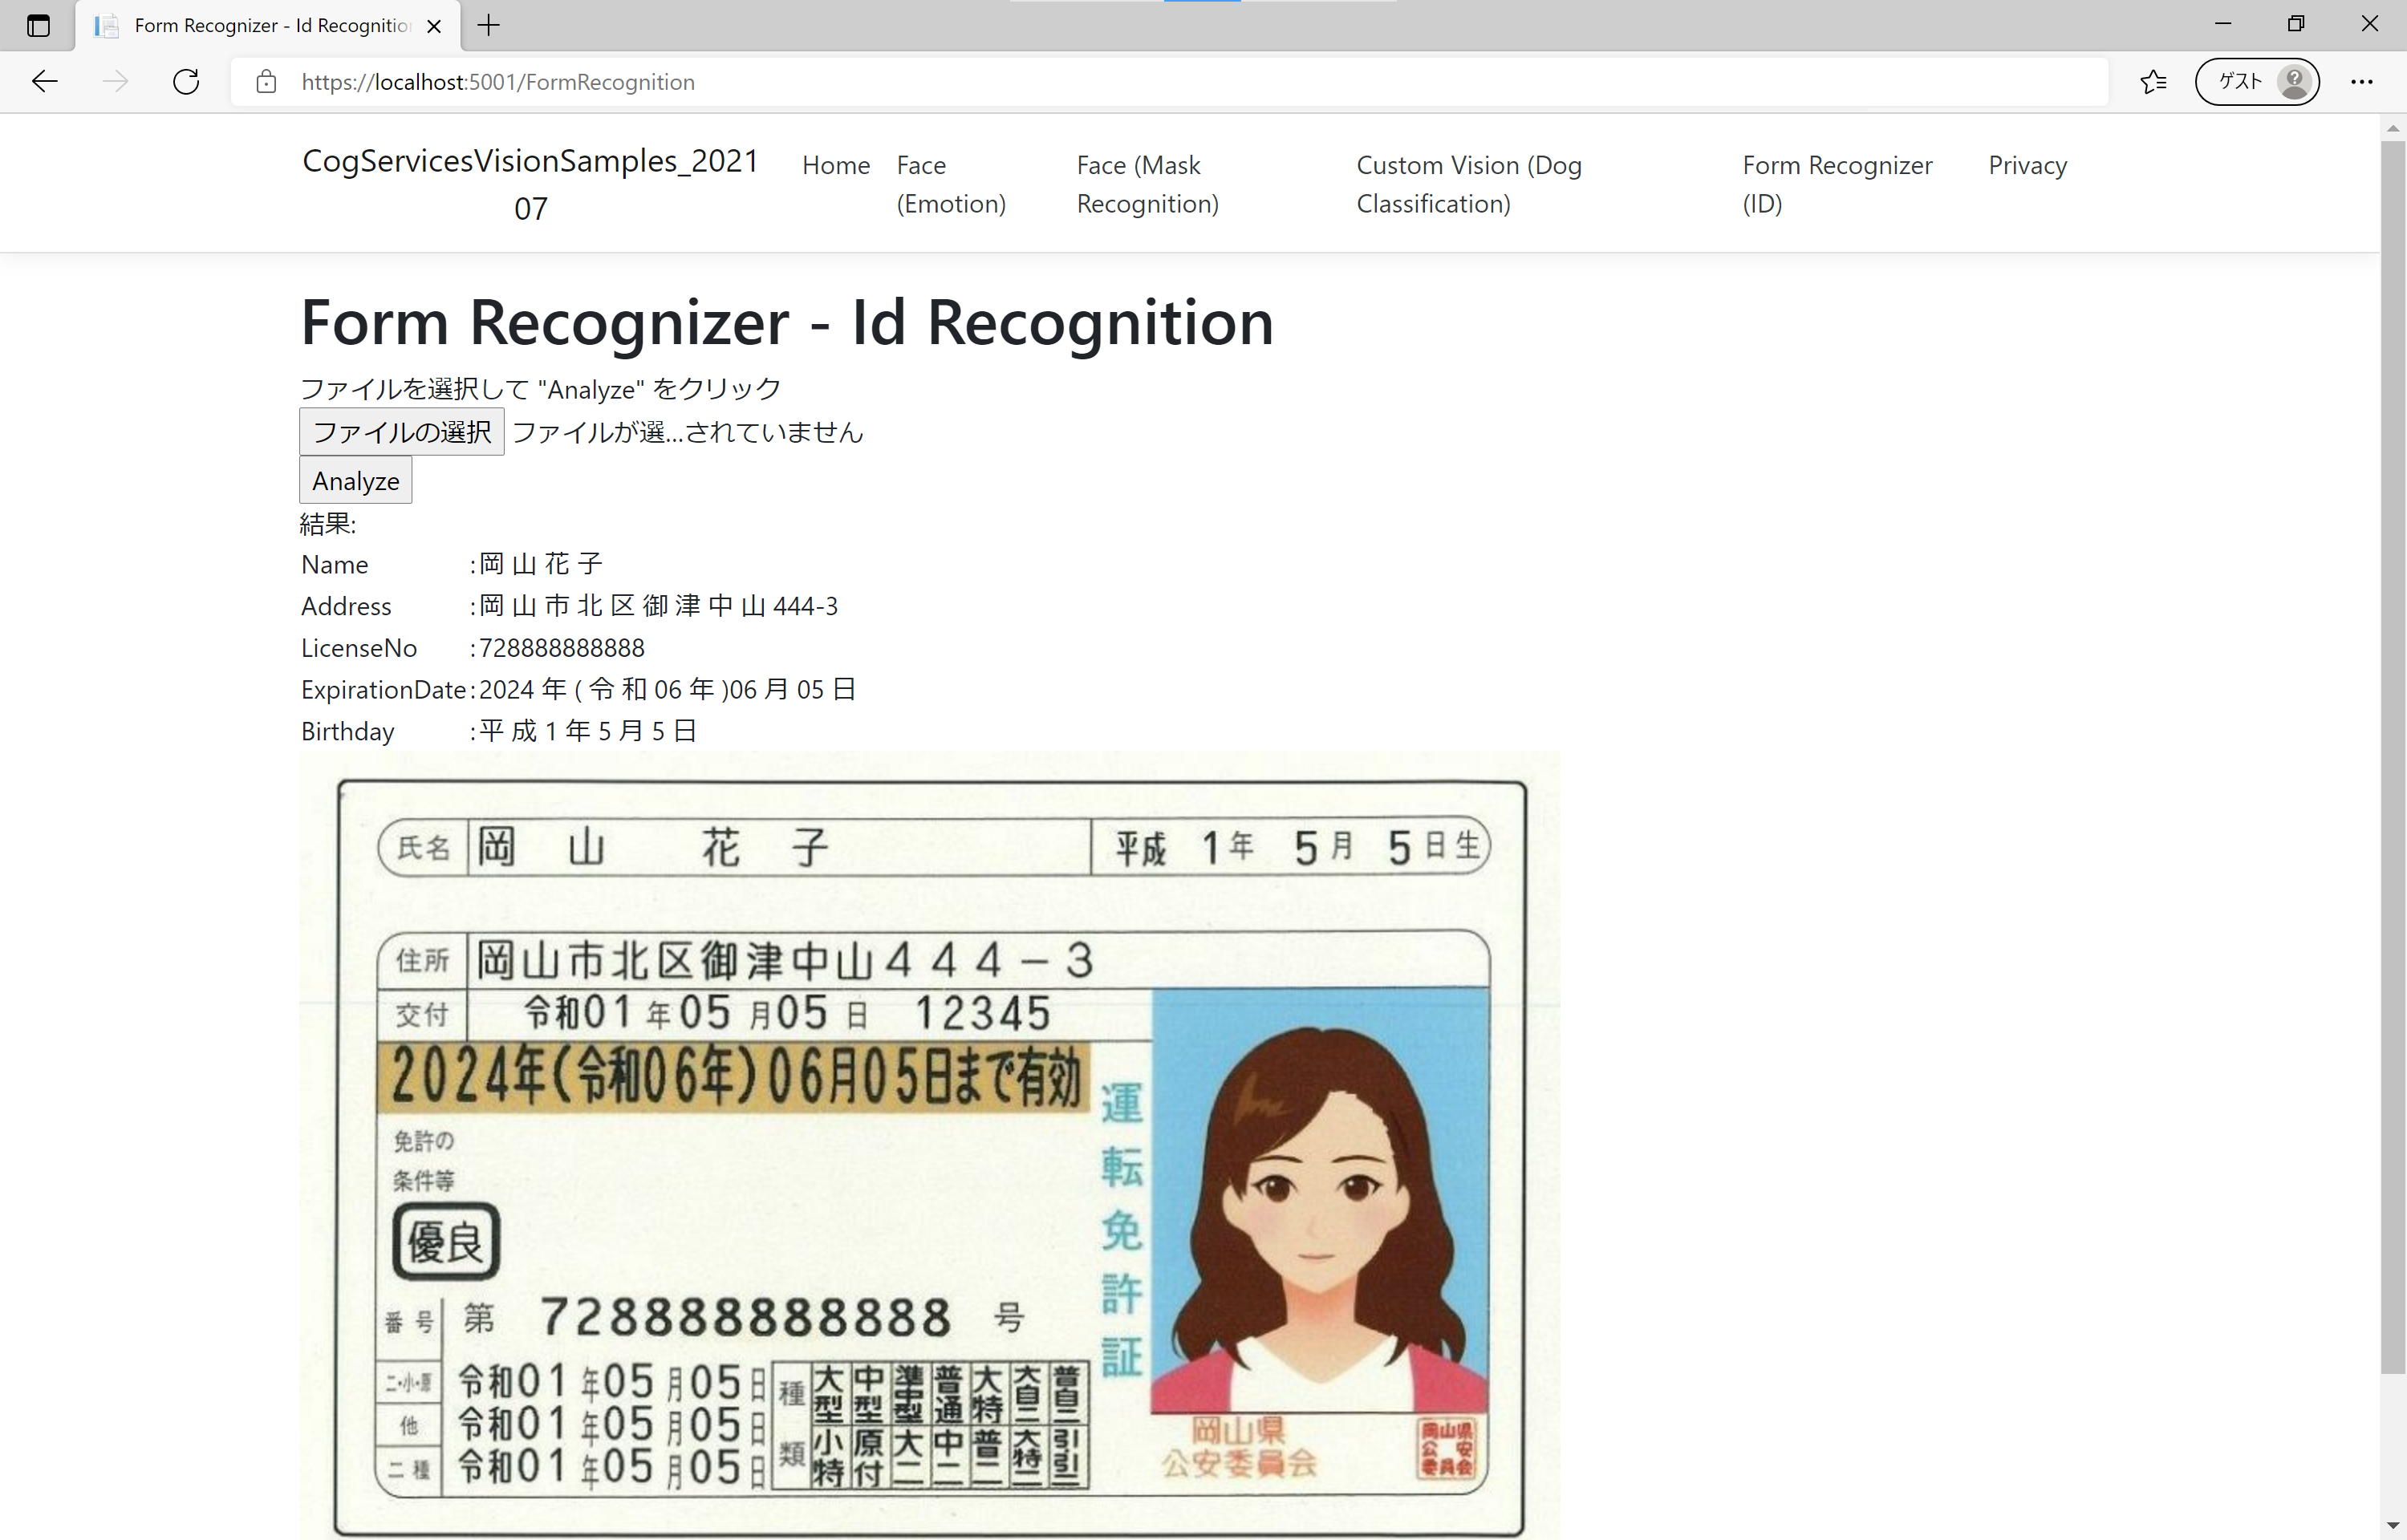 Form Recognizer - Id Recognition
https://localhost:5001/FormRecognition
ゲスト
CogServicesVisionSamples_2021
07
Home
Face
(Emotion)
Face (Mask
Recognition)
Custom Vision (Dog
Classification)
Form Recognizer
(ID)
Privacy
Form Recognizer - Id Recognition
ファイルを選択して "Analyze" をクリック
ファイルの選択 ファイルが選...されていません
Analyze
結果:
Name :岡 山 花 子
Address :岡 山 市 北 区 御 津 中 山 444-3
LicenseNo :728888888888
ExpirationDate:2024 年 ( 令 和 06 年 )06 月 05 日
Birthday :平 成 1 年 5 月 5 日
氏名 岡 山 花 子 平成 1年 5月 5日生
住所 岡山市北区御津中山444-3
交付 令和01年05月05日 12345
2024年(令和06年)06月05日まで有効
免許の
条件等
優良
運転免許証
番号 第 728888888888 号
二・小・原 令和01年05月05日
他 令和01年05月05日
二種 令和01年05月05日
種類
大型 中型 準中型 普通 大特 大自二 普自二
小特 原付 大二 中二 普二 大特二 引引二
岡山県
公安委員会
岡山県
公安
委員会